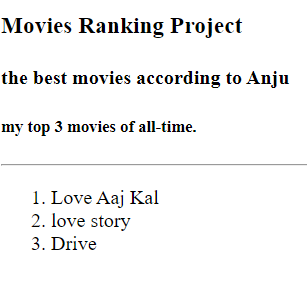 Movies Ranking Project
the best movies according to Anju
my top 3 movies of all-time.
1. Love Aaj Kal
2. love story
3. Drive